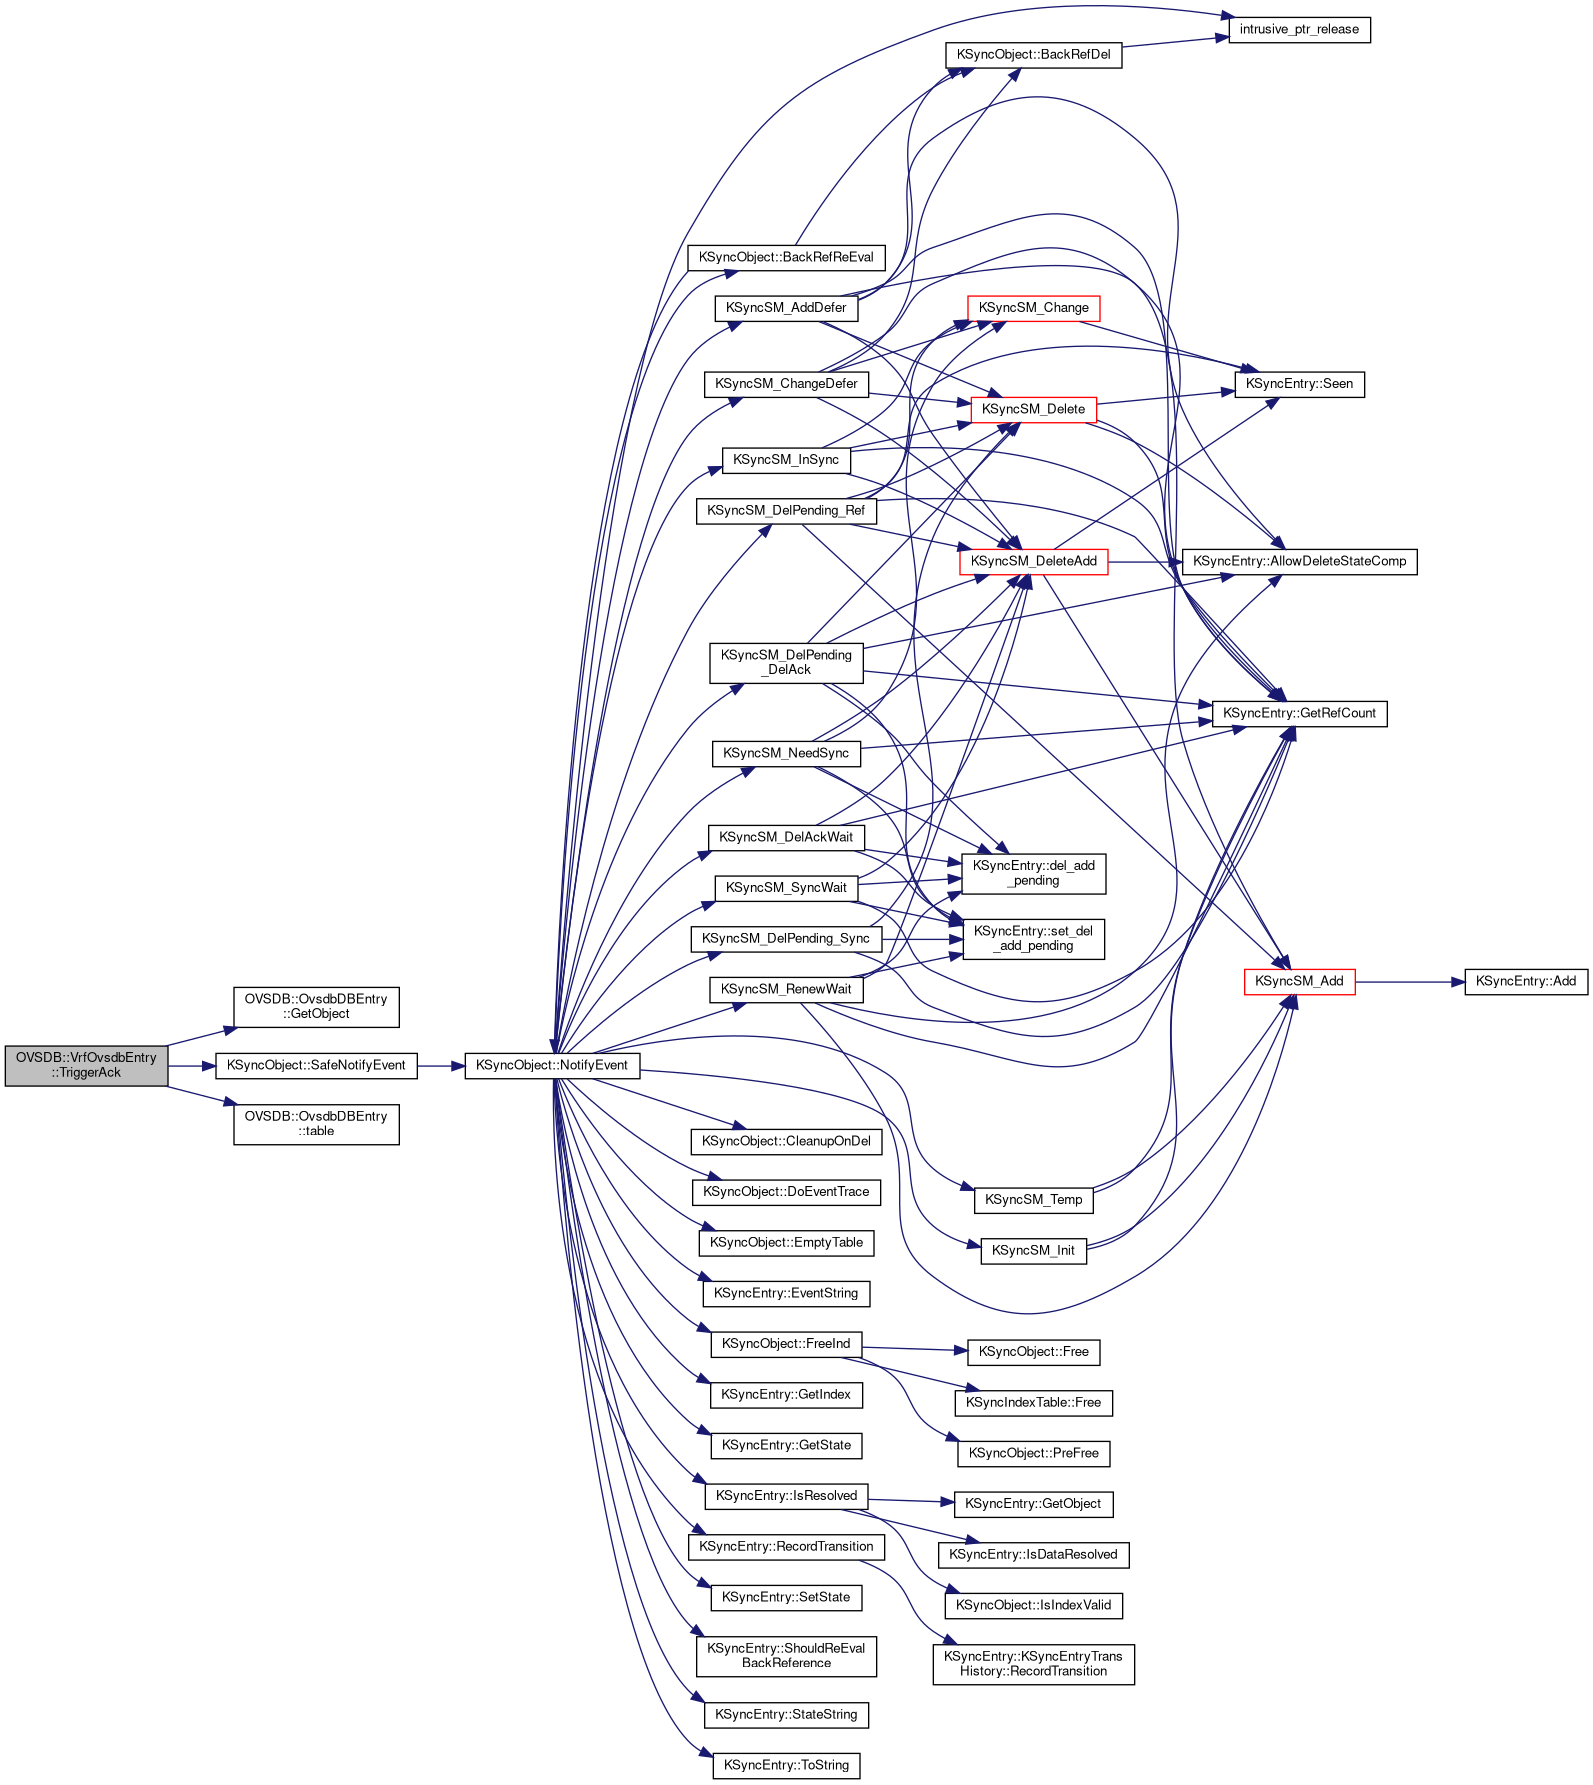 OVSDB::VrfOvsdbEntry
::TriggerAck
OVSDB::OvsdbDBEntry
::GetObject
KSyncObject::SafeNotifyEvent
OVSDB::OvsdbDBEntry
::table
KSyncObject::NotifyEvent
KSyncObject::BackRefReEval
KSyncSM_AddDefer
KSyncSM_ChangeDefer
KSyncSM_InSync
KSyncSM_DelPending_Ref
KSyncSM_DelPending
_DelAck
KSyncSM_NeedSync
KSyncSM_DelAckWait
KSyncSM_SyncWait
KSyncSM_DelPending_Sync
KSyncSM_RenewWait
KSyncObject::CleanupOnDel
KSyncObject::DoEventTrace
KSyncObject::EmptyTable
KSyncEntry::EventString
KSyncObject::FreeInd
KSyncEntry::GetIndex
KSyncEntry::GetState
KSyncEntry::IsResolved
KSyncEntry::RecordTransition
KSyncEntry::SetState
KSyncEntry::ShouldReEval
BackReference
KSyncEntry::StateString
KSyncEntry::ToString
KSyncObject::BackRefDel
KSyncSM_Change
KSyncSM_Delete
KSyncSM_DeleteAdd
KSyncEntry::del_add
_pending
KSyncEntry::set_del
_add_pending
KSyncSM_Temp
KSyncSM_Init
KSyncObject::Free
KSyncIndexTable::Free
KSyncObject::PreFree
KSyncEntry::GetObject
KSyncEntry::IsDataResolved
KSyncObject::IsIndexValid
KSyncEntry::KSyncEntryTrans
History::RecordTransition
intrusive_ptr_release
KSyncEntry::Seen
KSyncEntry::AllowDeleteStateComp
KSyncEntry::GetRefCount
KSyncSM_Add
KSyncEntry::Add